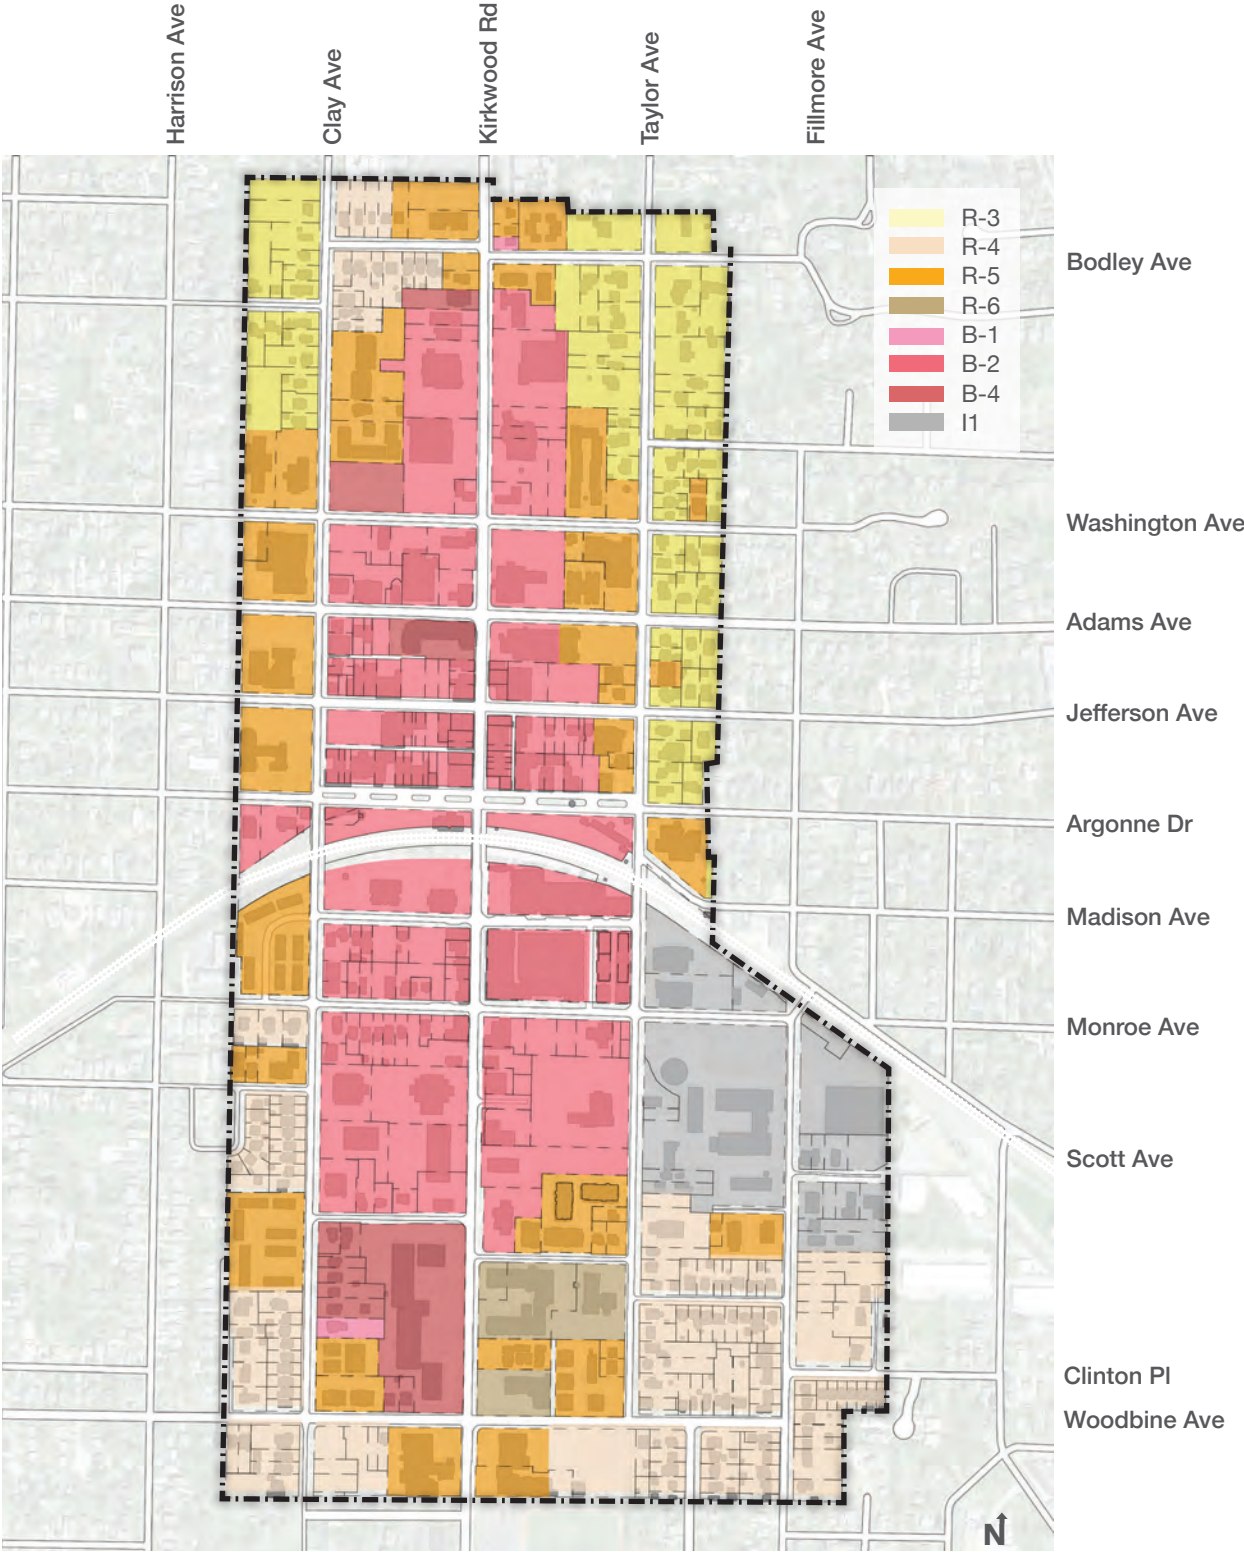 Harrison Ave
Clay Ave
Kirkwood Rd
Taylor Ave
Fillmore Ave
R-3
R-4
R-5
R-6
B-1
B-2
B-4
I1
Bodley Ave
Washington Ave
Adams Ave
Jefferson Ave
Argonne Dr
Madison Ave
Monroe Ave
Scott Ave
Clinton Pl
Woodbine Ave
N